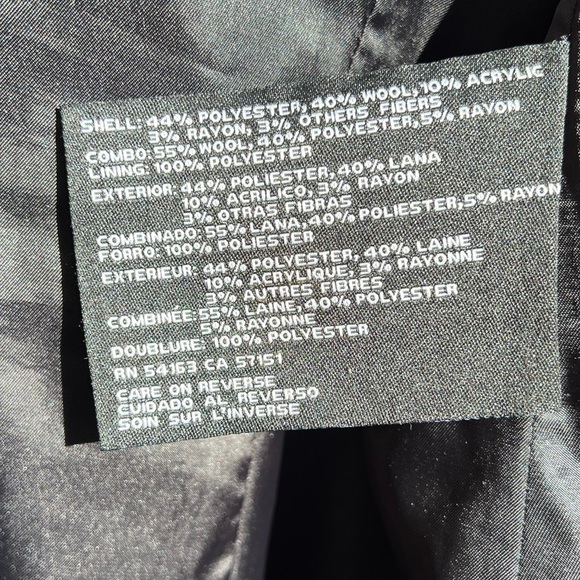 SHELL: 44% POLYESTER, 40% WOOL, 10% ACRYLIC
3% RAYON, 3% OTHERS FIBERS
COMBO: 55% WOOL, 40% POLYESTER, 5% RAYON
LINING: 100% POLYESTER
EXTERIOR: 44% POLIESTER, 40% LANA
10% ACRILICO, 3% RAYON
3% OTRAS FIBRAS
COMBINADO: 55% LANA, 40% POLIESTER, 5% RAYON
FORRO: 100% POLIESTER
EXTERIEUR: 44% POLYESTER, 40% LAINE
10% ACRYLIQUE, 3% RAYONNE
3% AUTRES FIBRES
COMBINÉE: 55% LAINE, 40% POLYESTER
5% RAYONNE
DOUBLURE: 100% POLYESTER
RN 54163 CA 57151
CARE ON REVERSE
CUIDADO AL REVERSO
SOIN SUR L'INVERSE